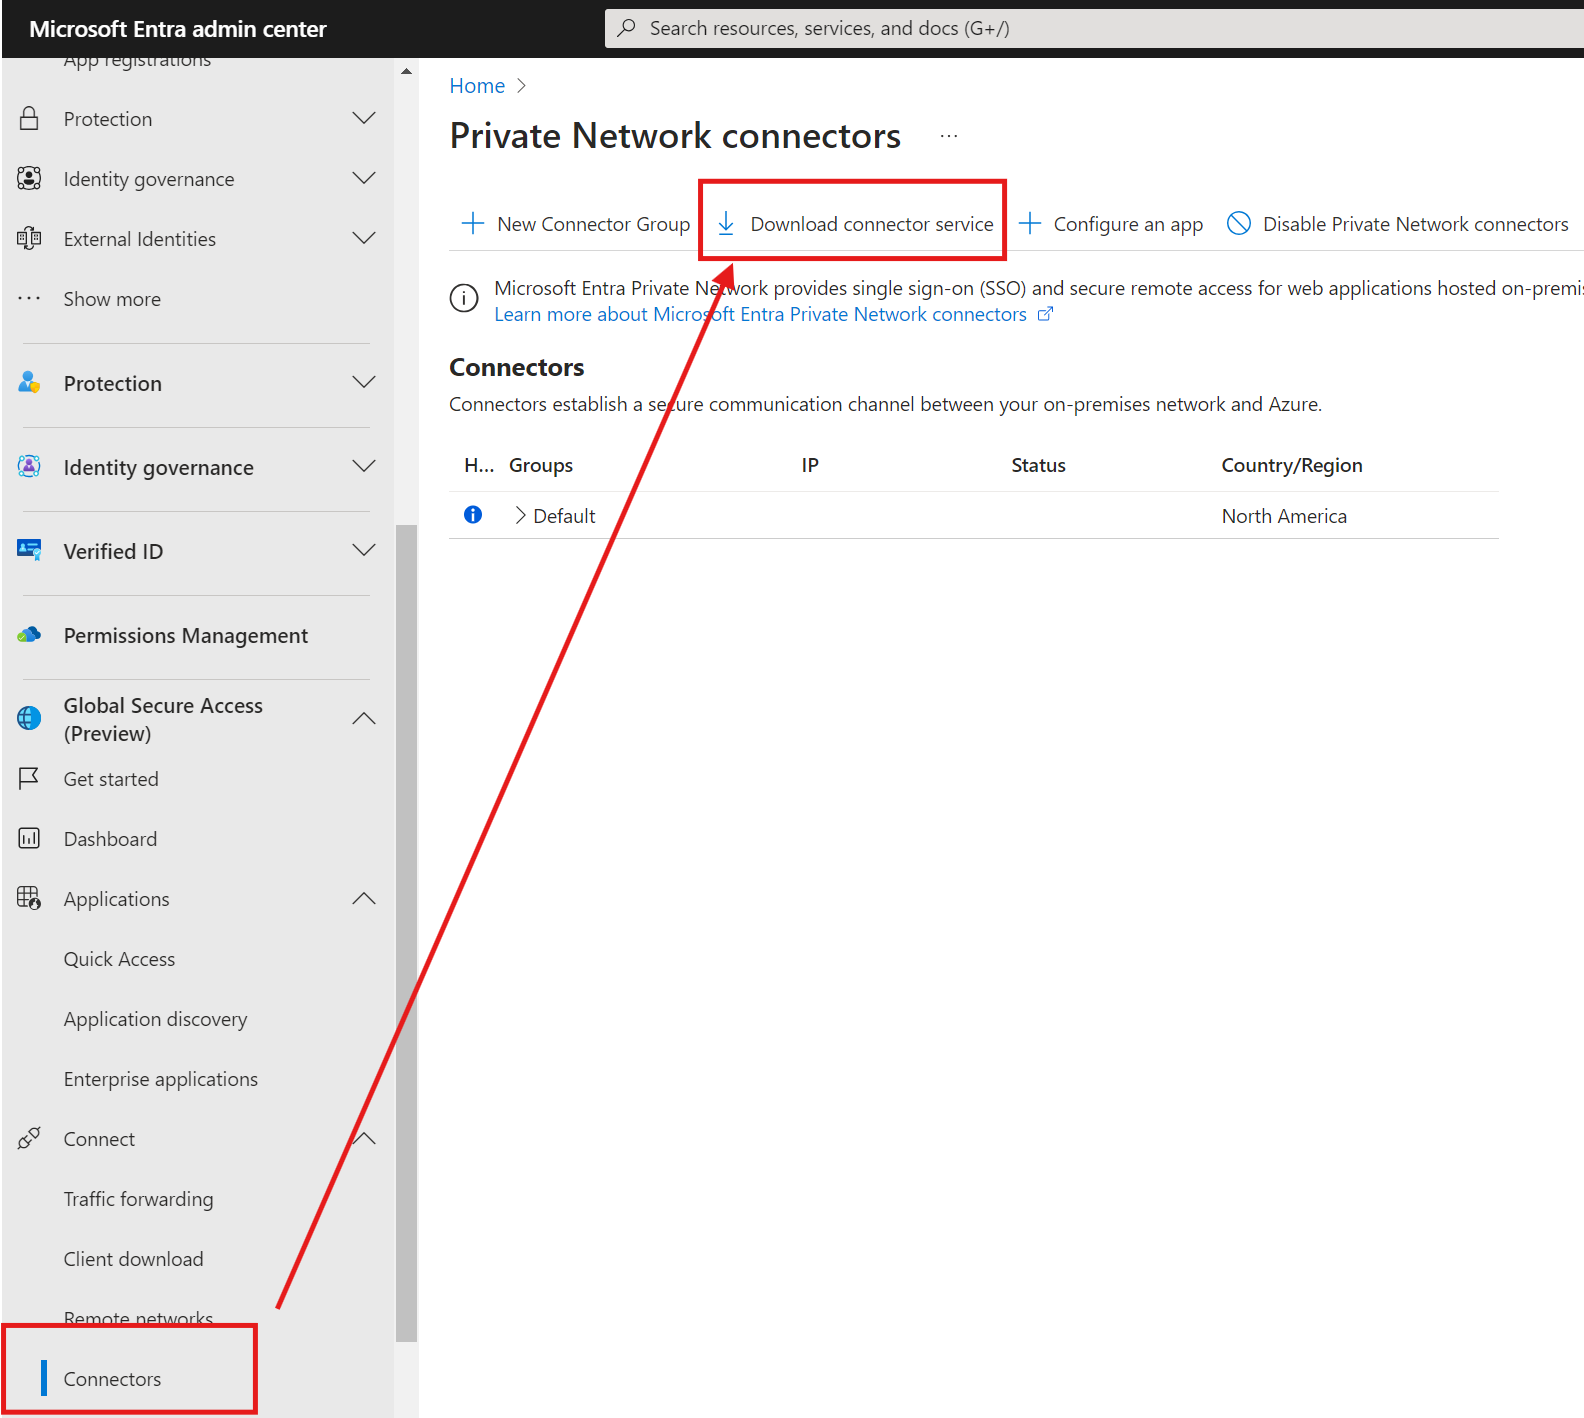 Microsoft Entra admin center
Search resources, services, and docs (G+/)
App registrations
Protection
Identity governance
External Identities
Show more
Protection
Identity governance
Verified ID
Permissions Management
Global Secure Access
(Preview)
Get started
Dashboard
Applications
Quick Access
Application discovery
Enterprise applications
Connect
Traffic forwarding
Client download
Remote networks
Connectors
Home
Private Network connectors
New Connector Group
Download connector service
Configure an app
Disable Private Network connectors
Microsoft Entra Private Network provides single sign-on (SSO) and secure remote access for web applications hosted on-premis
Learn more about Microsoft Entra Private Network connectors
Connectors
Connectors establish a secure communication channel between your on-premises network and Azure.
H... Groups IP Status Country/Region
Default North America